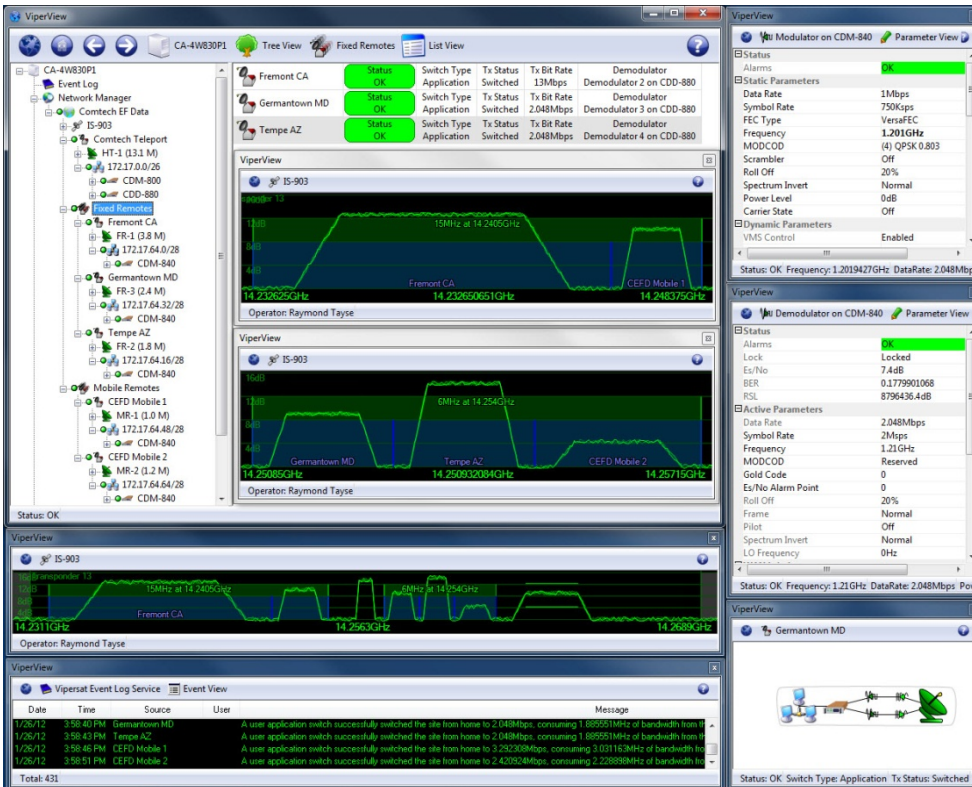 ViperView
CA-4W830P1 Tree View Fixed Remotes List View
CA-4W830P1
Event Log
Network Manager
Comtech EF Data
IS-903
Comtech Teleport
HT-1 (13.1 M)
172.17.0.0/26
CDM-800
CDD-880
Fixed Remotes
Fremont CA
FR-1 (3.8 M)
172.17.64.0/28
CDM-840
Germantown MD
FR-3 (2.4 M)
172.17.64.32/28
CDM-840
Tempe AZ
FR-2 (1.8 M)
172.17.64.16/28
CDM-840
Mobile Remotes
CEFD Mobile 1
MR-1 (1.0 M)
172.17.64.48/28
CDM-840
CEFD Mobile 2
MR-2 (1.2 M)
172.17.64.64/28
CDM-840
Status: OK
Fremont CA Status Switch Type Tx Status Tx Bit Rate Demodulator
OK Application Switched 13Mbps Demodulator 2 on CDD-880
Germantown MD Status Switch Type Tx Status Tx Bit Rate Demodulator
OK Application Switched 2.048Mbps Demodulator 3 on CDD-880
Tempe AZ Status Switch Type Tx Status Tx Bit Rate Demodulator
OK Application Switched 2.048Mbps Demodulator 4 on CDD-880
ViperView
IS-903
12dB 15MHz at 14.2405GHz
8dB
4dB
Fremont CA CEFD Mobile 1
14.232625GHz 14.232650651GHz 14.248375GHz
Operator: Raymond Tayse
ViperView
IS-903
16dB
12dB 6MHz at 14.254GHz
8dB
4dB
Germantown MD Tempe AZ CEFD Mobile 2
14.25085GHz 14.250932084GHz 14.25715GHz
Operator: Raymond Tayse
ViperView
IS-903
Transponder 13
12dB 15MHz at 14.2405GHz 6MHz at 14.254GHz
8dB
4dB Fremont CA
14.2311GHz 14.2563GHz 14.2689GHz
Operator: Raymond Tayse
ViperView
Vipersat Event Log Service Event View
Date Time Source User Message
1/26/12 3:58:40 PM Germantown MD A user application switch successfully switched the site from home to 2.048Mbps, consuming 1.885551MHz of bandwidth from th
1/26/12 3:58:43 PM Tempe AZ A user application switch successfully switched the site from home to 2.048Mbps, consuming 1.885551MHz of bandwidth from th
1/26/12 3:58:46 PM CEFD Mobile 1 A user application switch successfully switched the site from home to 3.292308Mbps, consuming 3.031163MHz of bandwidth fro
1/26/12 3:58:51 PM CEFD Mobile 2 A user application switch successfully switched the site from home to 2.420924Mbps, consuming 2.228898MHz of bandwidth fro
Total: 431
ViperView
Modulator on CDM-840 Parameter View
Status
Alarms OK
Static Parameters
Data Rate 1Mbps
Symbol Rate 750Ksps
FEC Type VersaFEC
Frequency 1.201GHz
MODCOD (4) QPSK 0.803
Scrambler Off
Roll Off 20%
Spectrum Invert Normal
Power Level 0dB
Carrier State Off
Dynamic Parameters
VMS Control Enabled
Status: OK Frequency: 1.2019427GHz DataRate: 2.048Mbp
ViperView
Demodulator on CDM-840 Parameter View
Status
Alarms OK
Lock Locked
Es/No 7.4dB
BER 0.1779901068
RSL 8796436.4dB
Active Parameters
Data Rate 2.048Mbps
Symbol Rate 2Msps
Frequency 1.21GHz
MODCOD Reserved
Gold Code 0
Es/No Alarm Point 0
Roll Off 20%
Frame Normal
Pilot Off
Spectrum Invert Normal
LO Frequency 0Hz
Status: OK Frequency: 1.21GHz DataRate: 2.048Mbps Pow
ViperView
Germantown MD
Status: OK Switch Type: Application Tx Status: Switched